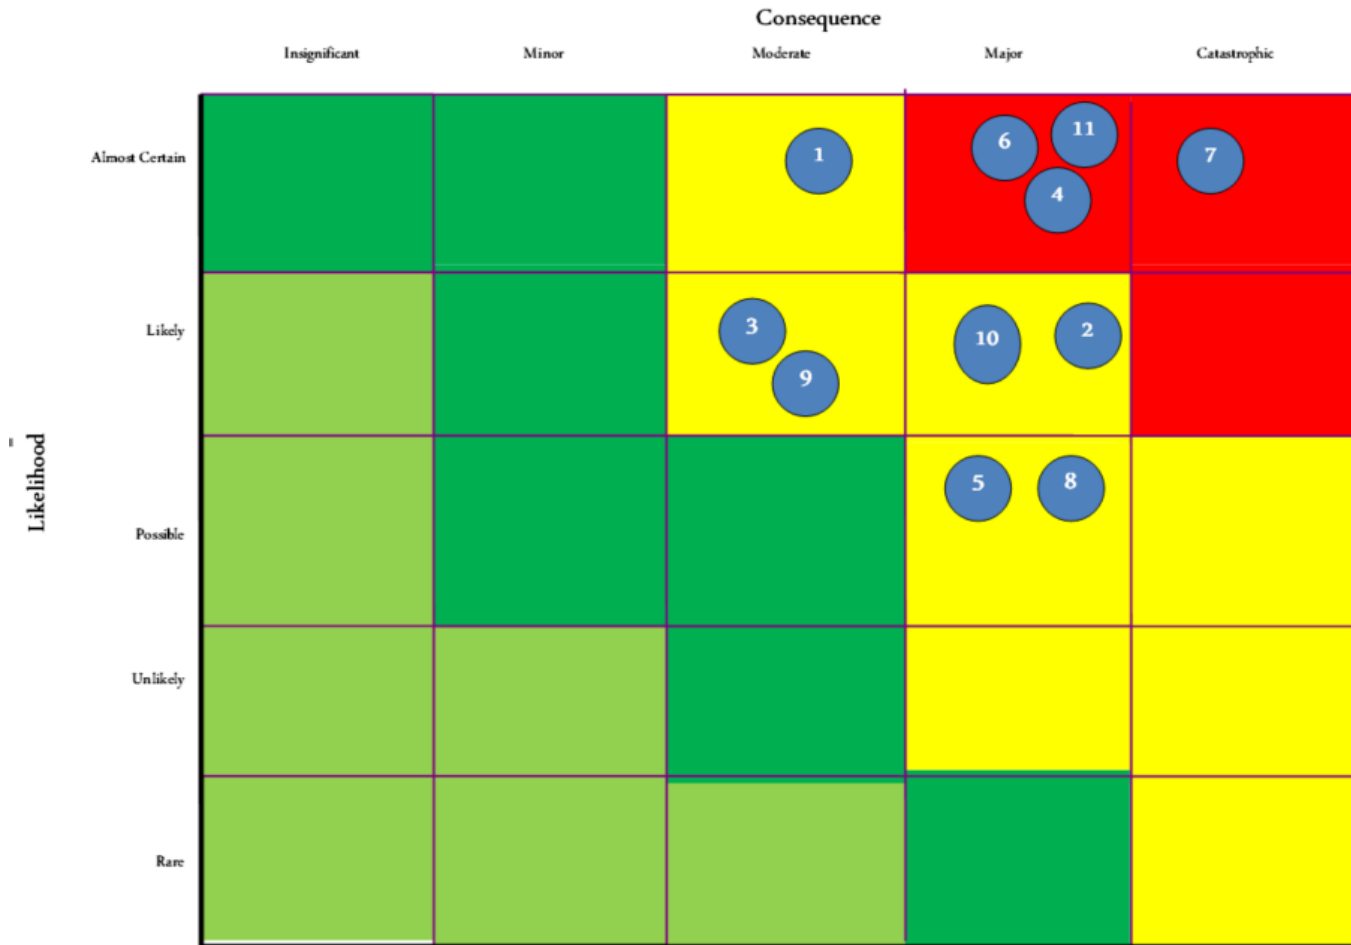 Consequence
Insignificant Minor Moderate Major Catastrophic
Almost Certain 1 6 11 4 7
Likely 3 9 10 2
Likelihood
Possible 5 8
Unlikely
Rare